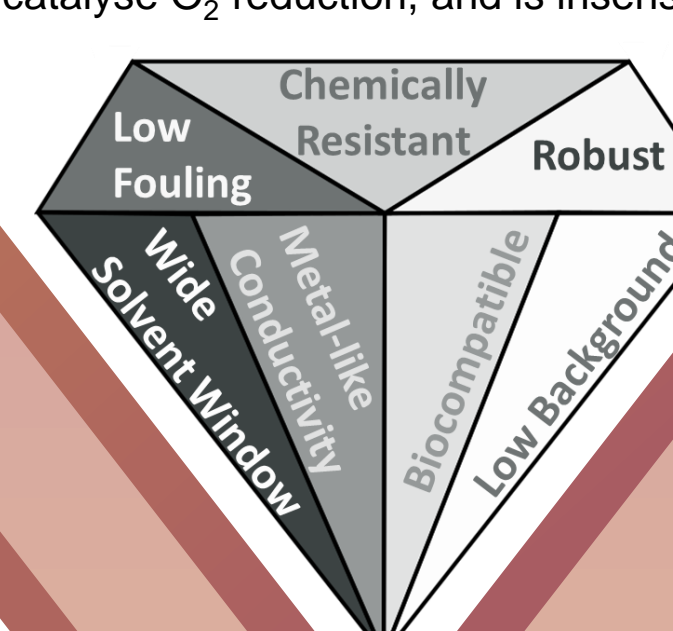 catalyse O₂ reduction, and is
Chemically
Resistant
Low
Fouling
Robust
Wide
Solvent Window
Metal-like
Conductivity
Biocompatible
Low Background